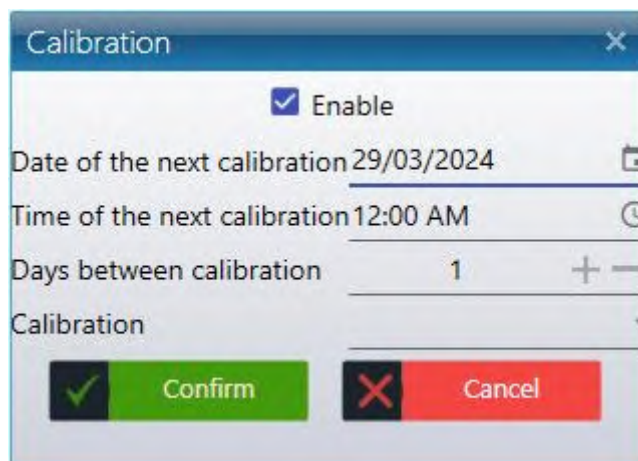 Calibration
Enable
Date of the next calibration 29/03/2024
Time of the next calibration 12:00 AM
Days between calibration 1
Calibration
Confirm Cancel